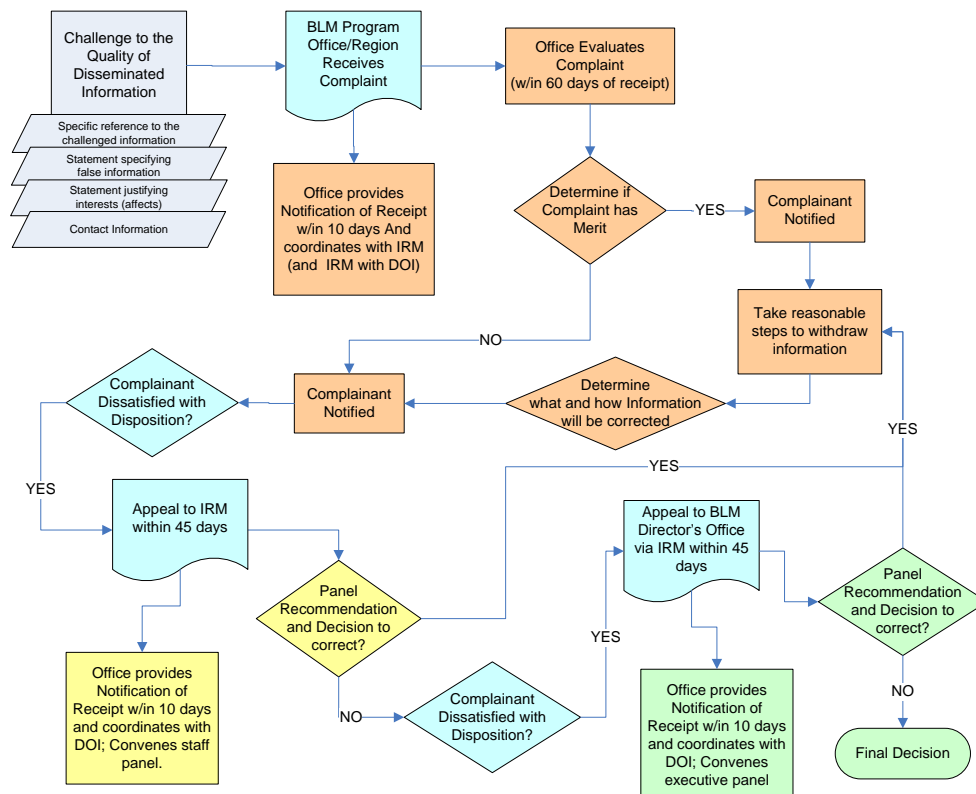 Challenge to the
Quality of
Disseminated
Information
Specific reference to the
challenged information
Statement specifying
false information
Statement justifying
interests (affects)
Contact Information
BLM Program
Office/Region
Receives
Complaint
Office Evaluates
Complaint
(w/in 60 days of receipt)
Office provides
Notification of Receipt
w/in 10 days And
coordinates with IRM
(and IRM with DOI)
Determine if
Complaint has
Merit
YES
Complainant
Notified
Take reasonable
steps to withdraw
information
NO
Determine
what and how Information
will be corrected
Complainant
Notified
Complainant
Dissatisfied with
Disposition?
YES
Appeal to IRM
within 45 days
Office provides
Notification of
Receipt w/in 10 days
and coordinates with
DOI; Convenes staff
panel.
Panel
Recommendation
and Decision to
correct?
YES
NO
Complainant
Dissatisfied with
Disposition?
YES
Appeal to BLM
Director's Office
via IRM within 45
days
Office provides
Notification of
Receipt w/in 10 days
and coordinates with
DOI; Convenes
executive panel
Panel
Recommendation
and Decision to
correct?
YES
NO
Final Decision